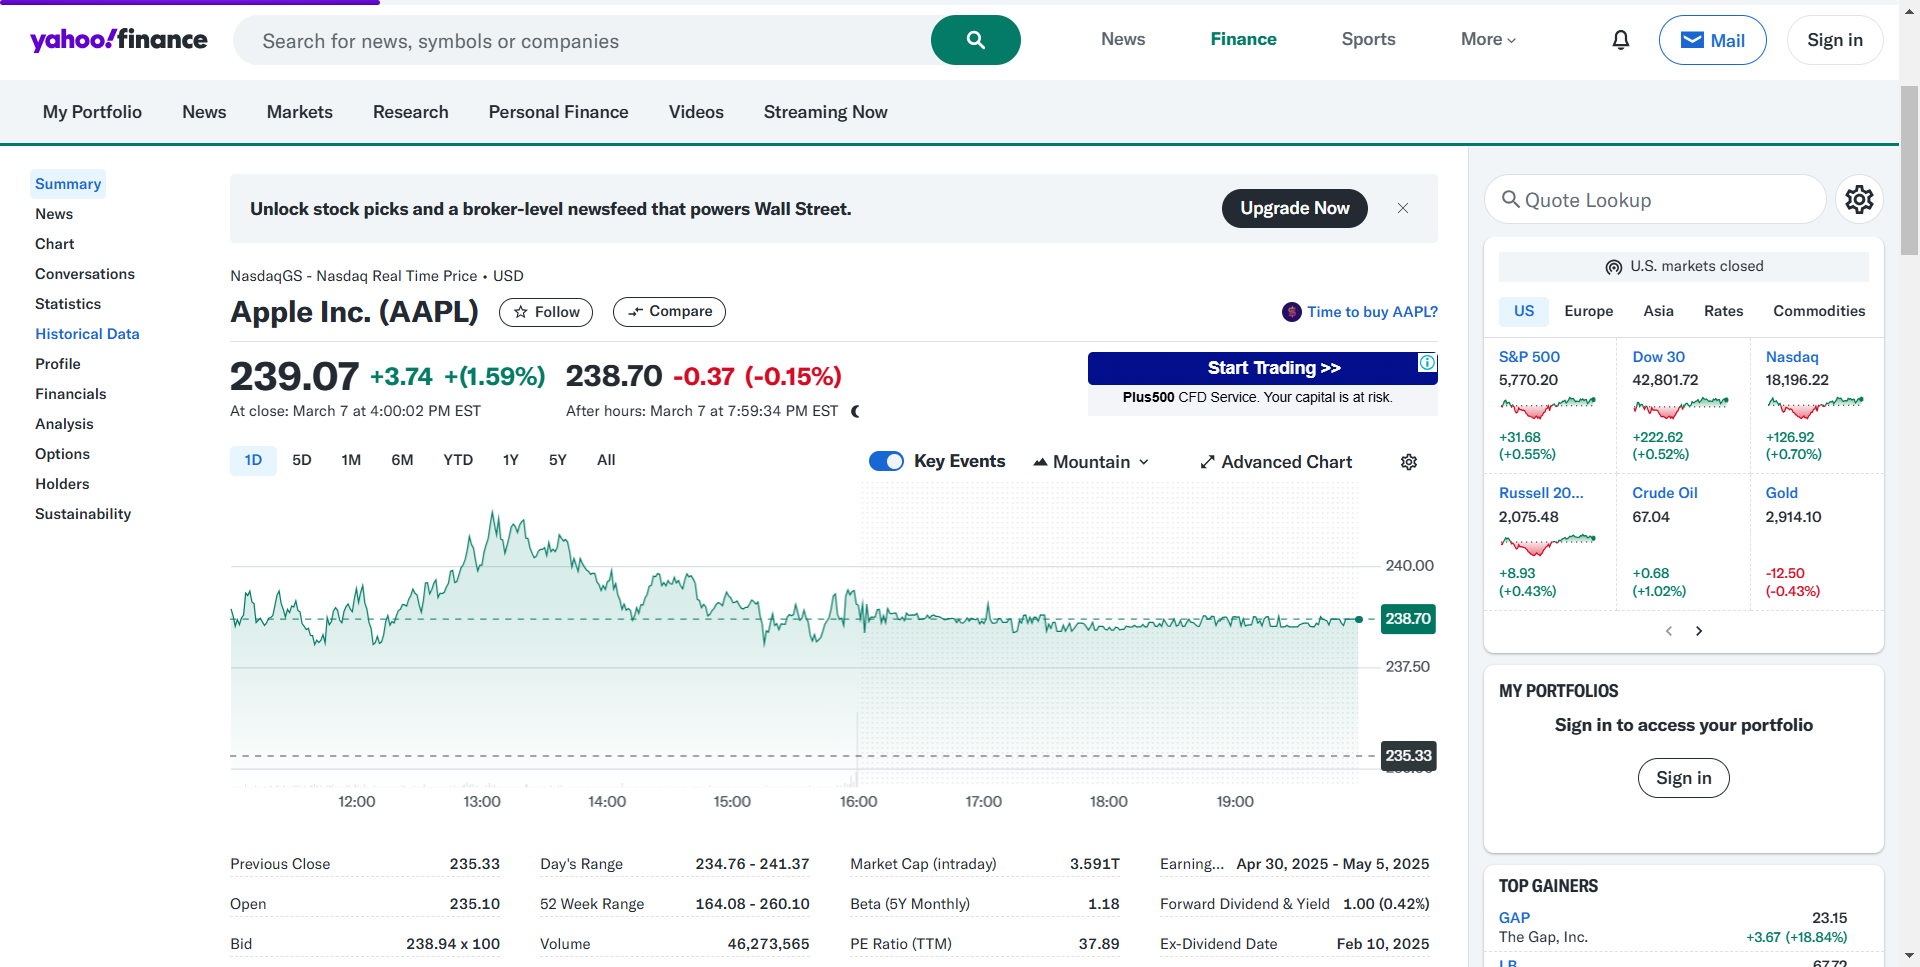 yahoo!finance
Search for news, symbols or companies
News
Finance
Sports
More
Mail
Sign in
My Portfolio
News
Markets
Research
Personal Finance
Videos
Streaming Now
Summary
News
Chart
Conversations
Statistics
Historical Data
Profile
Financials
Analysis
Options
Holders
Sustainability
Unlock stock picks and a broker-level newsfeed that powers Wall Street.
Upgrade Now
NasdaqGS - Nasdaq Real Time Price • USD
Apple Inc. (AAPL)
Follow
Compare
Time to buy AAPL?
239.07 +3.74 +(1.59%)
At close: March 7 at 4:00:02 PM EST
238.70 -0.37 (-0.15%)
After hours: March 7 at 7:59:34 PM EST
Start Trading >>
Plus500 CFD Service. Your capital is at risk.
1D
5D
1M
6M
YTD
1Y
5Y
All
Key Events
Mountain
Advanced Chart
240.00
238.70
237.50
235.33
12:00
13:00
14:00
15:00
16:00
17:00
18:00
19:00
Previous Close 235.33
Open 235.10
Bid 238.94 x 100
Day's Range 234.76 - 241.37
52 Week Range 164.08 - 260.10
Volume 46,273,565
Market Cap (intraday) 3.591T
Beta (5Y Monthly) 1.18
PE Ratio (TTM) 37.89
Earning... Apr 30, 2025 - May 5, 2025
Forward Dividend & Yield 1.00 (0.42%)
Ex-Dividend Date Feb 10, 2025
Quote Lookup
U.S. markets closed
US
Europe
Asia
Rates
Commodities
S&P 500
5,770.20
+31.68
(+0.55%)
Dow 30
42,801.72
+222.62
(+0.52%)
Nasdaq
18,196.22
+126.92
(+0.70%)
Russell 20...
2,075.48
+8.93
(+0.43%)
Crude Oil
67.04
+0.68
(+1.02%)
Gold
2,914.10
-12.50
(-0.43%)
MY PORTFOLIOS
Sign in to access your portfolio
Sign in
TOP GAINERS
GAP 23.15
The Gap, Inc. +3.67 (+18.84%)